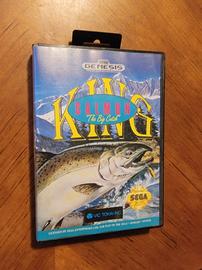 GENESIS
KING
SALMON
The Big Catch
SEGA
VIC TOKAI INC.